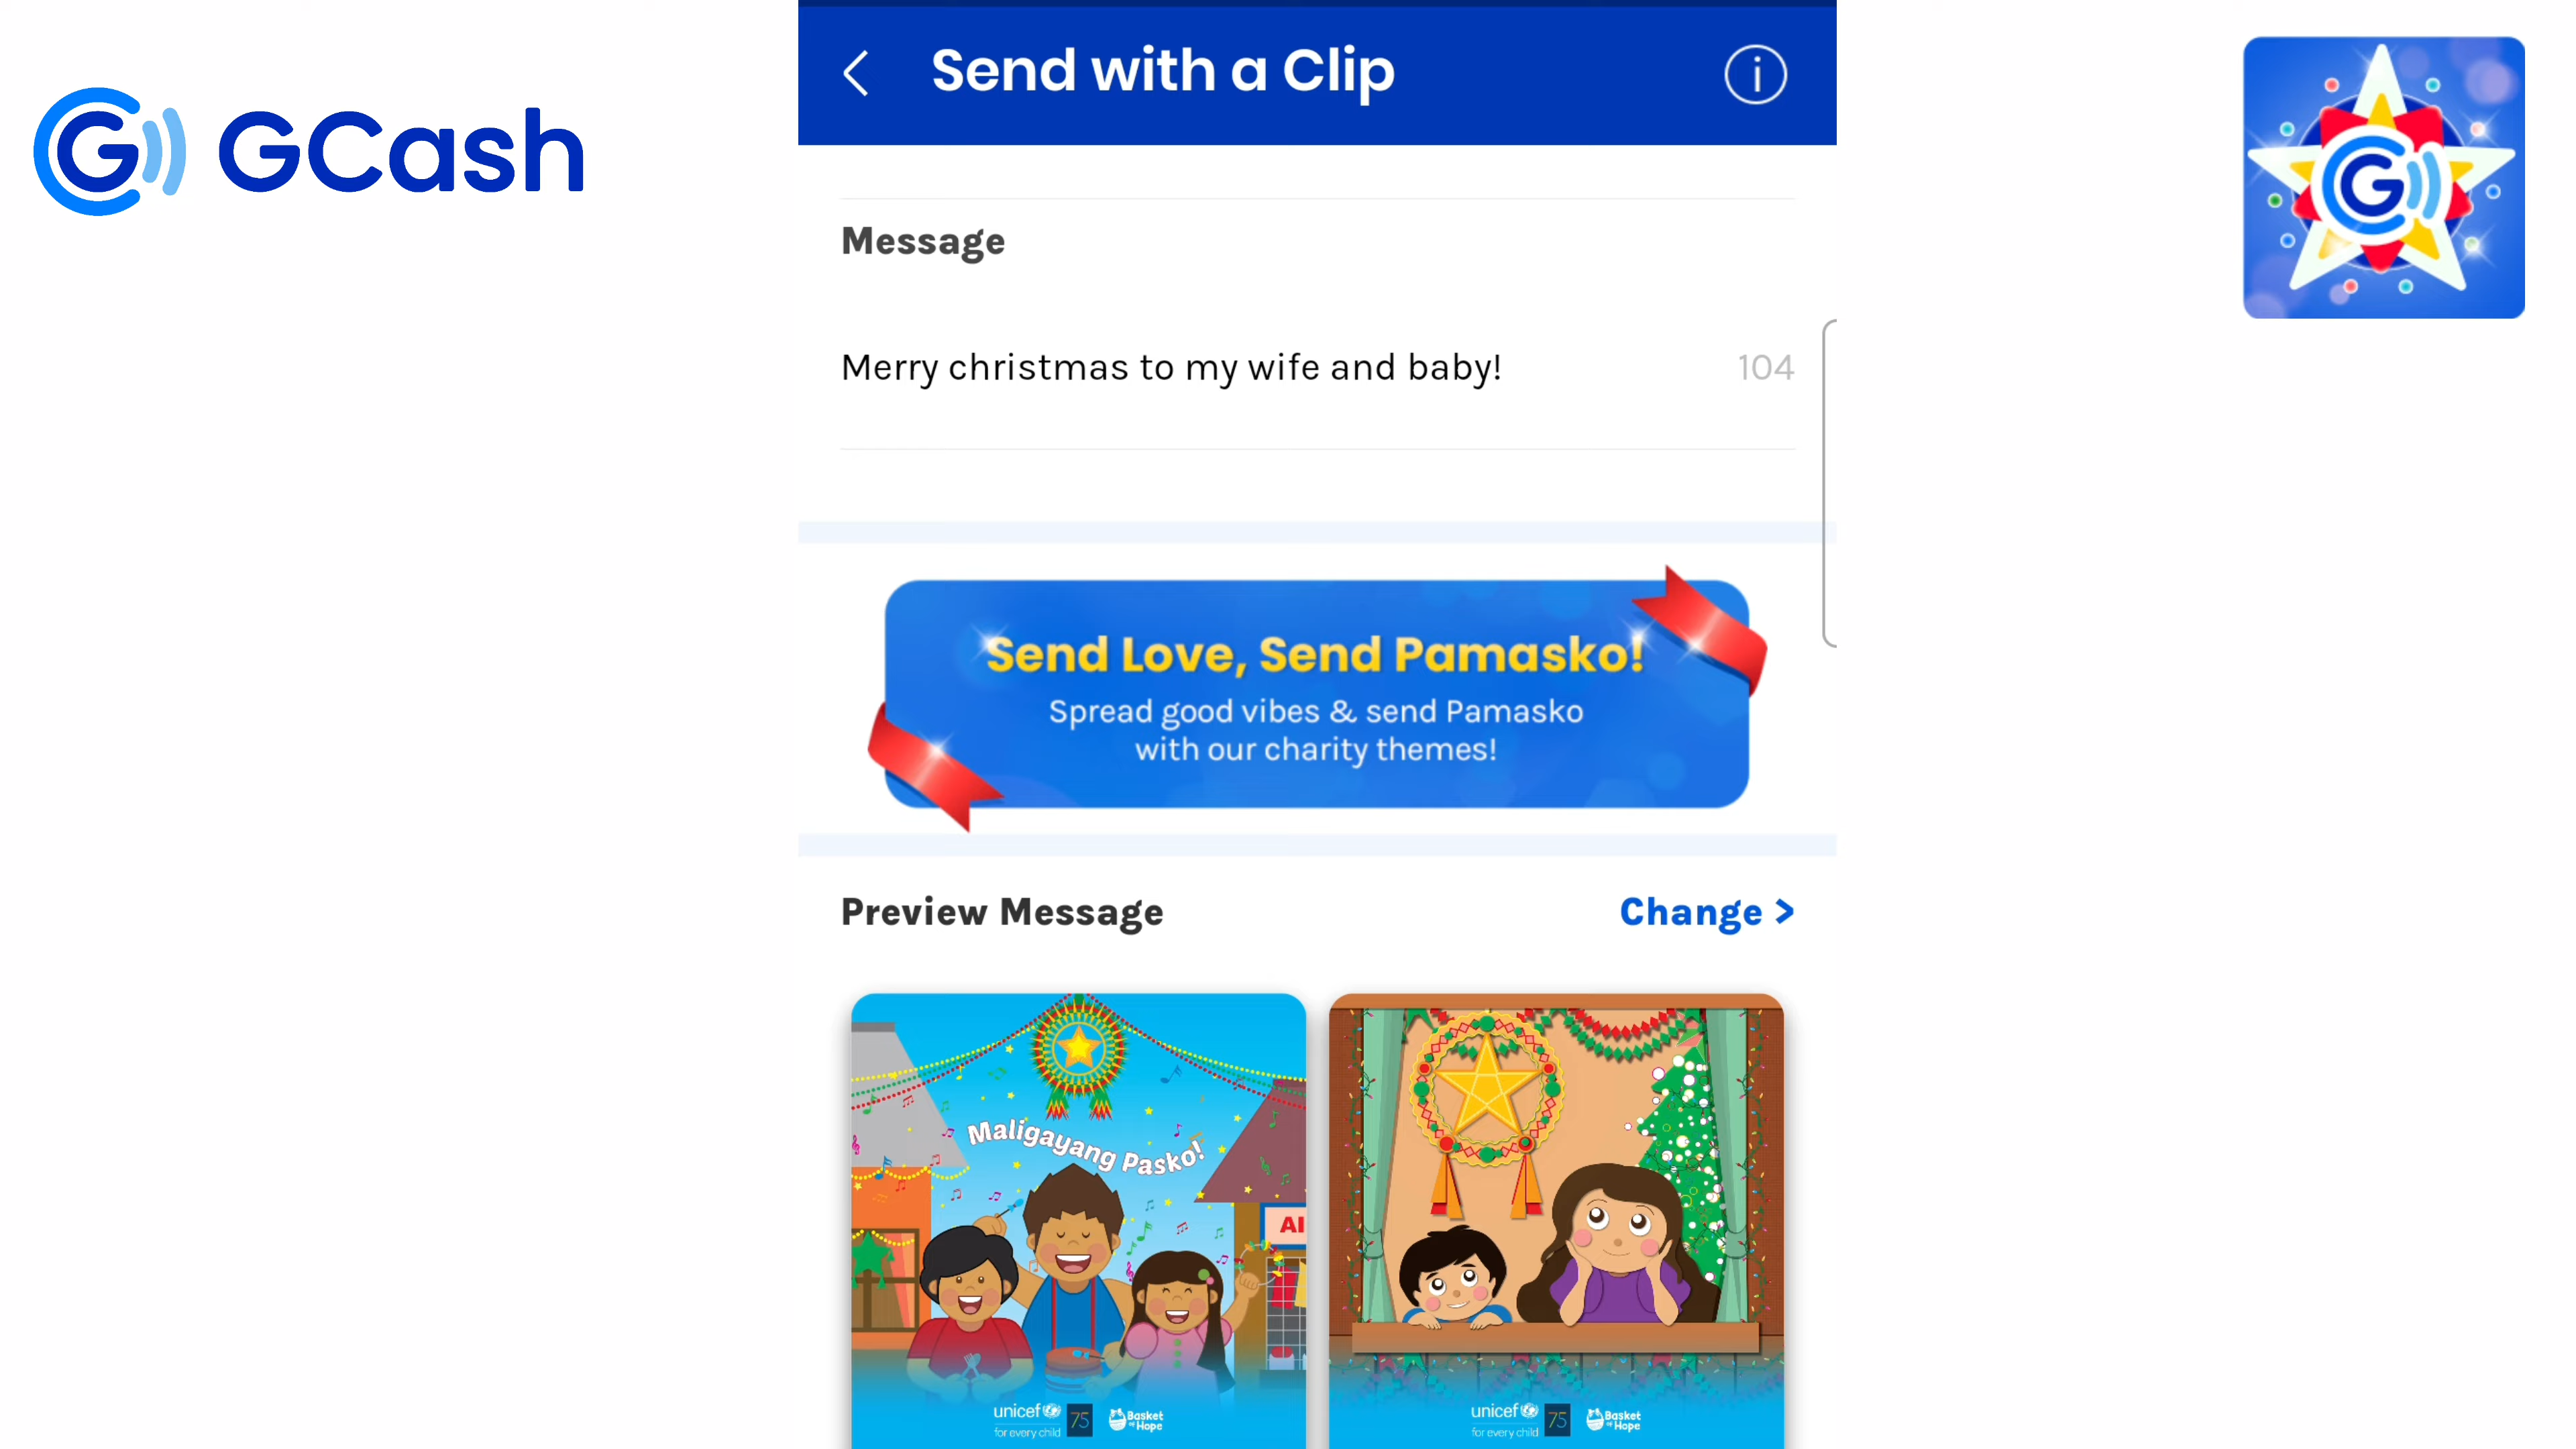 GCash
Send with a Clip
Message
Merry christmas to my wife and baby!
104
Send Love, Send Pamasko!
Spread good vibes & send Pamasko
with our charity themes!
Preview Message
Change >
Maligayang Pasko!
AI
unicef 75 Basket of Hope
for every child
unicef 75 Basket of Hope
for every child